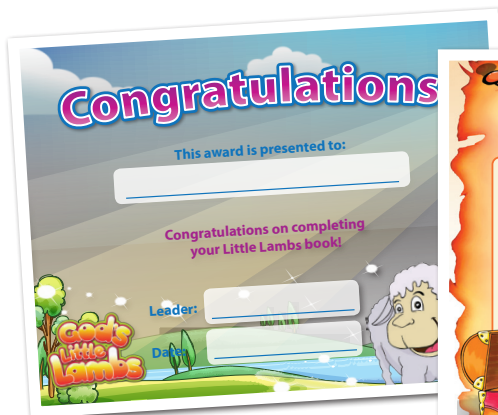 Congratulations
This award is presented to:
Congratulations on completing
your Little Lambs book!
Leader:
Date:
God's
Little
Lambs